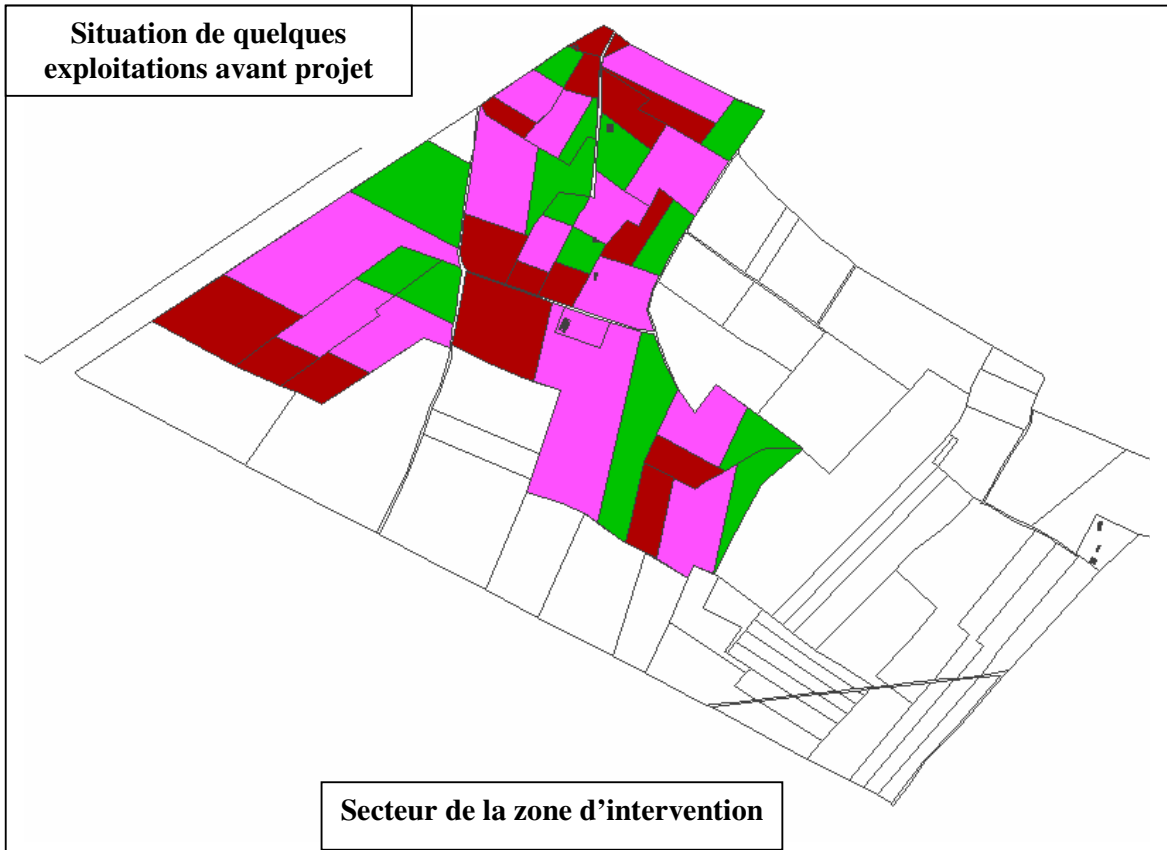 Situation de quelques
exploitations avant projet
Secteur de la zone d'intervention